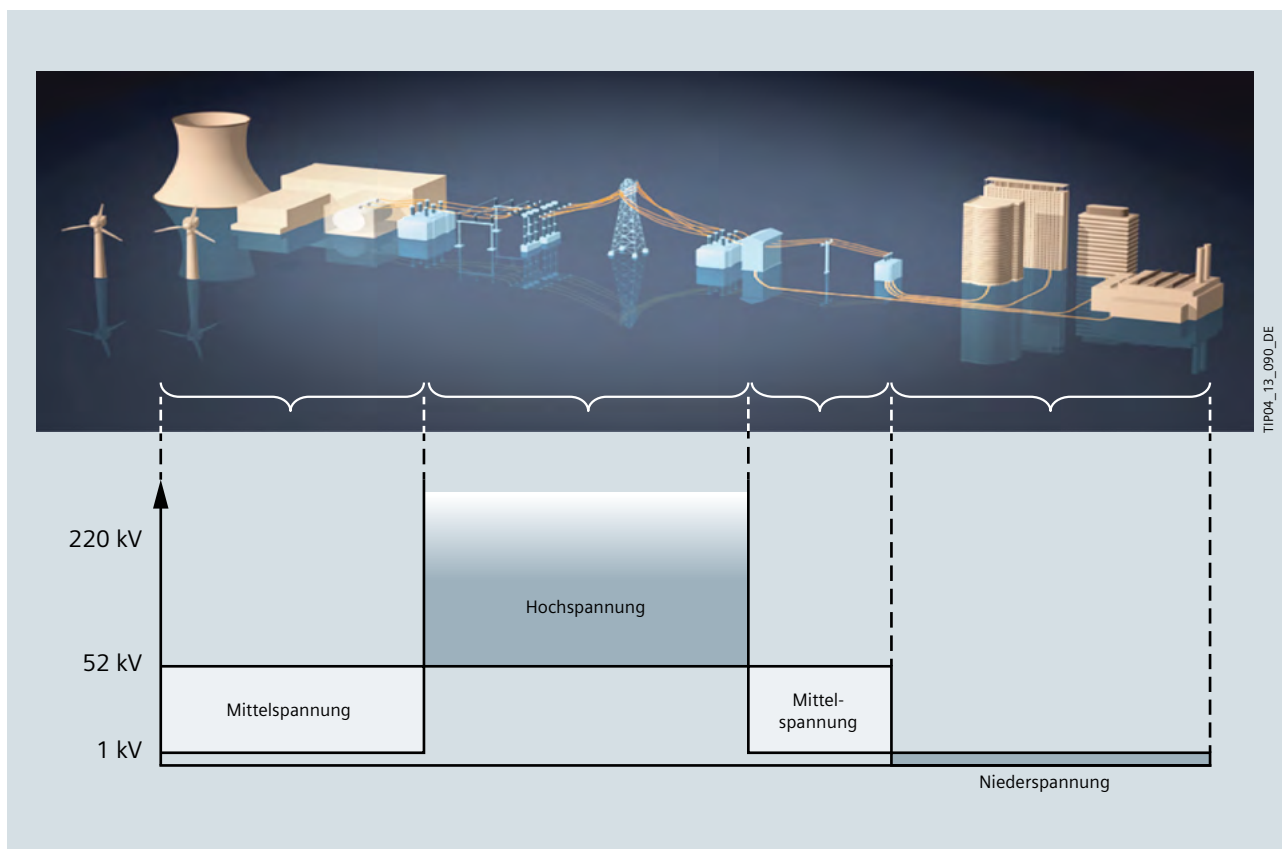 TIP04_13_090_DE
220 kV
Hochspannung
52 kV
Mittelspannung
Mittel-
spannung
1 kV
Niederspannung